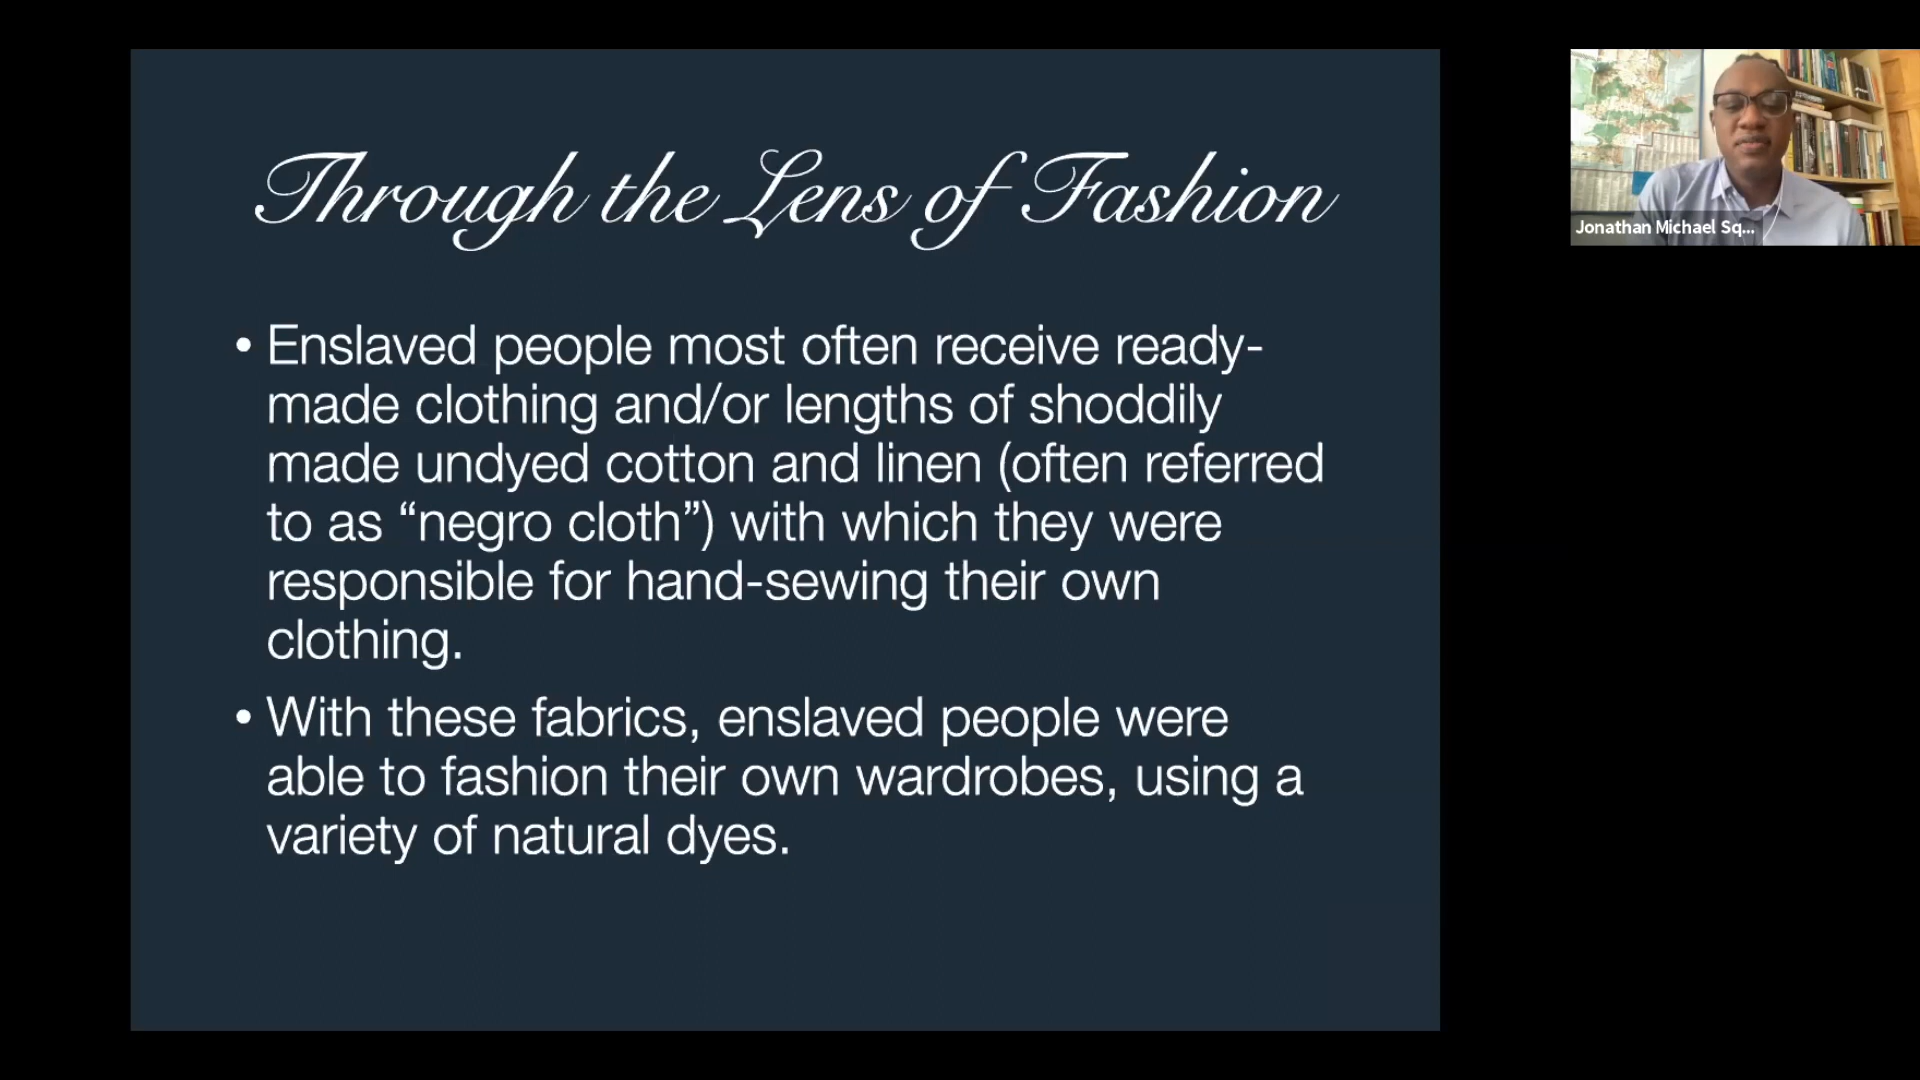 Through the Lens of Fashion
• Enslaved people most often receive ready-
made clothing and/or lengths of shoddily
made undyed cotton and linen (often referred
to as “negro cloth”) with which they were
responsible for hand-sewing their own
clothing.
• With these fabrics, enslaved people were
able to fashion their own wardrobes, using a
variety of natural dyes.
Jonathan Michael Sq...